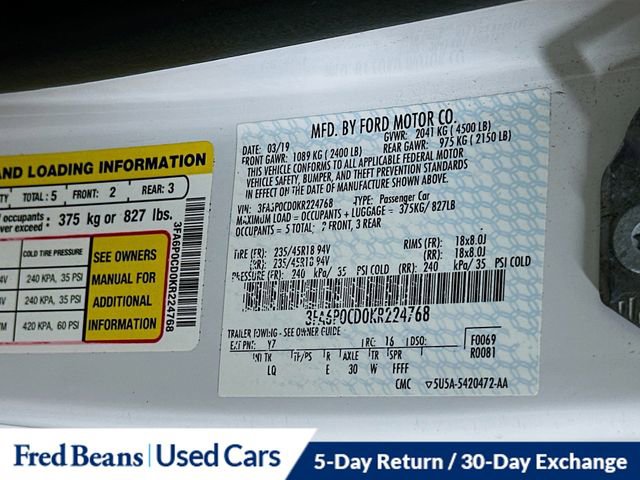 AND LOADING INFORMATION
TOTAL: 5 FRONT: 2 REAR: 3
occupants
exceed: 375 kg or 827 lbs.
COLD TIRE PRESSURE
240 KPA, 35 PSI
240 KPA, 35 PSI
420 KPA, 60 PSI
SEE OWNERS
MANUAL FOR
ADDITIONAL
INFORMATION
3FA6P0CD0KR224768
MFD. BY FORD MOTOR CO.
DATE: 03/19 GVWR: 2041 KG ( 4500 LB)
FRONT GAWR: 1089 KG ( 2400 LB) REAR GAWR: 975 KG ( 2150 LB)
THIS VEHICLE CONFORMS TO ALL APPLICABLE FEDERAL MOTOR
VEHICLE SAFETY, BUMPER, AND THEFT PREVENTION STANDARDS
IN EFFECT ON THE DATE OF MANUFACTURE SHOWN ABOVE.
VIN: 3FA6P0CD0KR224768 TYPE: Passenger Car
MAXIMUM LOAD = OCCUPANTS + LUGGAGE = 375KG/ 827LB
OCCUPANTS = 5 TOTAL: 2 FRONT, 3 REAR
TIRE (FR): 235/45R18 94V RIMS (FR): 18x8.0J
(RR): 235/45R18 94V (RR): 18x8.0J
PRESSURE (FR): 240 kPa/ 35 PSI COLD (RR): 240 kPa/ 35 PSI COLD
3FA6P0CD0KR224768
TRAILER TOWING - SEE OWNER GUIDE
EXT PNT: Y7 RC: 16 DSO: F0069
INT TR TP/PS R AXLE TR SPR R0081
LQ E 30 W FFFF
CMC 5U5A-5420472-AA
Fred Beans Used Cars
5-Day Return / 30-Day Exchange